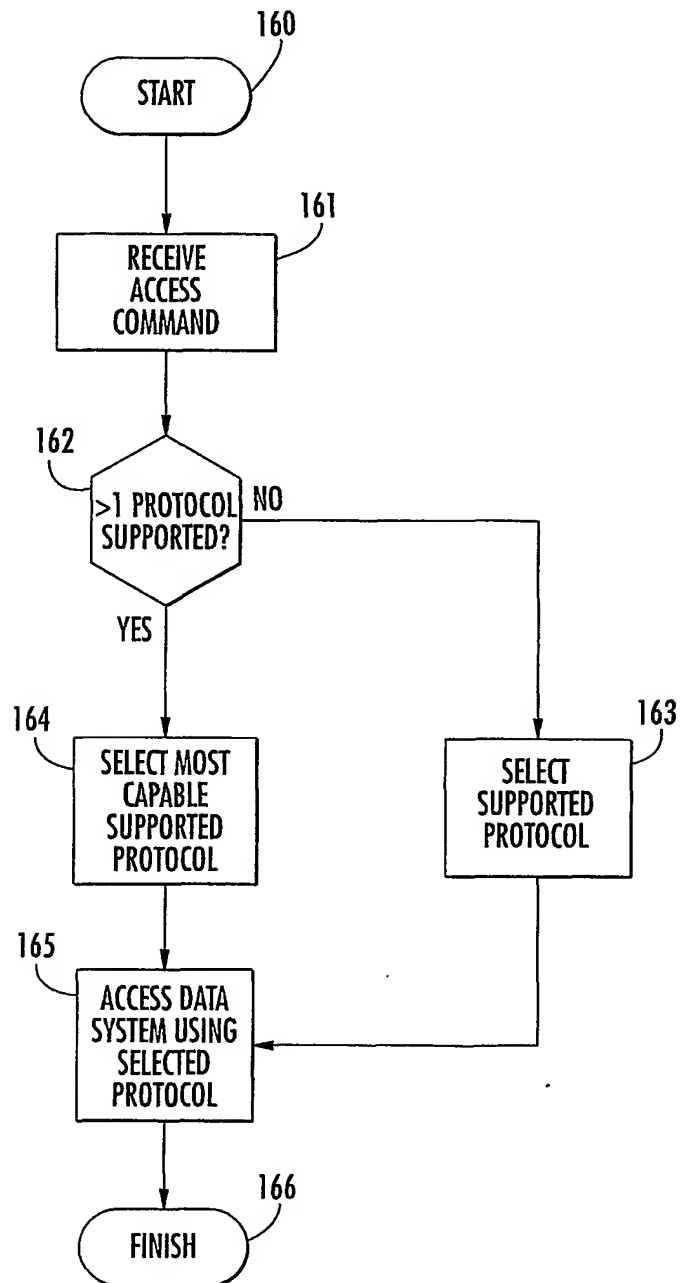 160
START
161
RECEIVE
ACCESS
COMMAND
162
>1 PROTOCOL
SUPPORTED?
NO
YES
164
SELECT MOST
CAPABLE
SUPPORTED
PROTOCOL
163
SELECT
SUPPORTED
PROTOCOL
165
ACCESS DATA
SYSTEM USING
SELECTED
PROTOCOL
166
FINISH